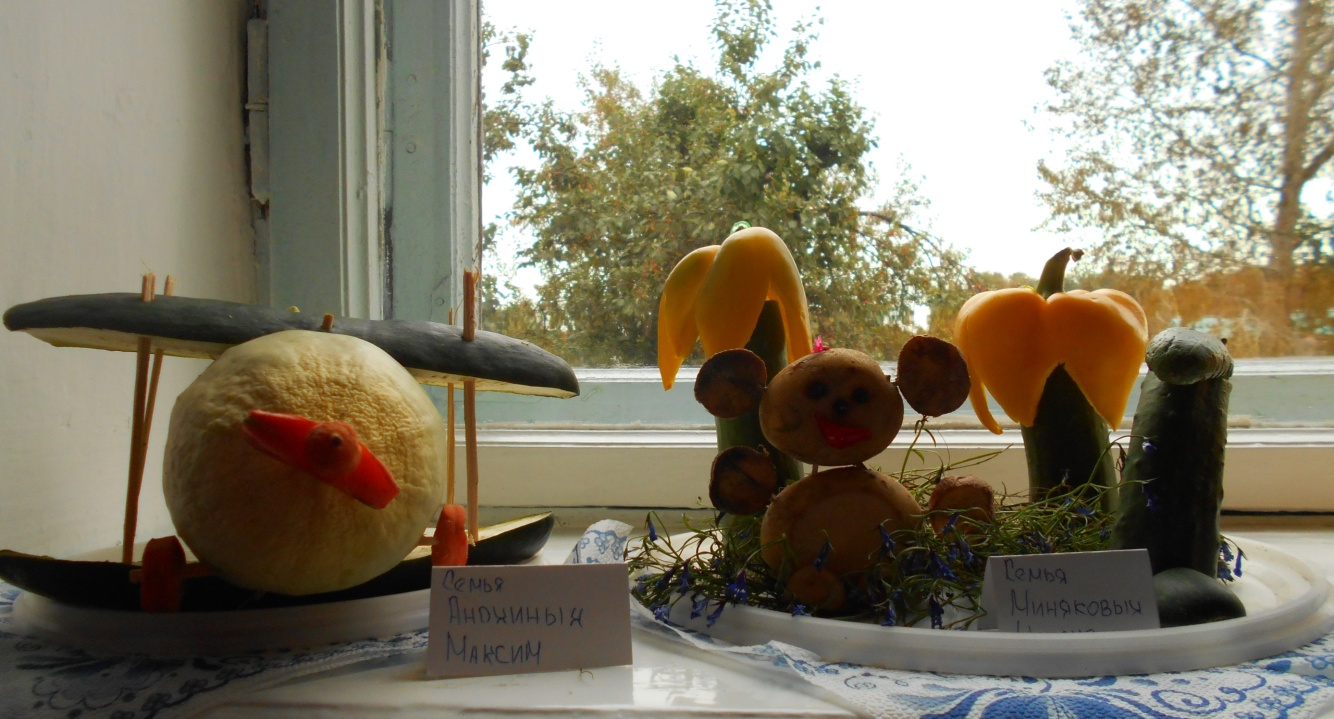 Семья
Анохиных
Максим
Семья
Миняковых